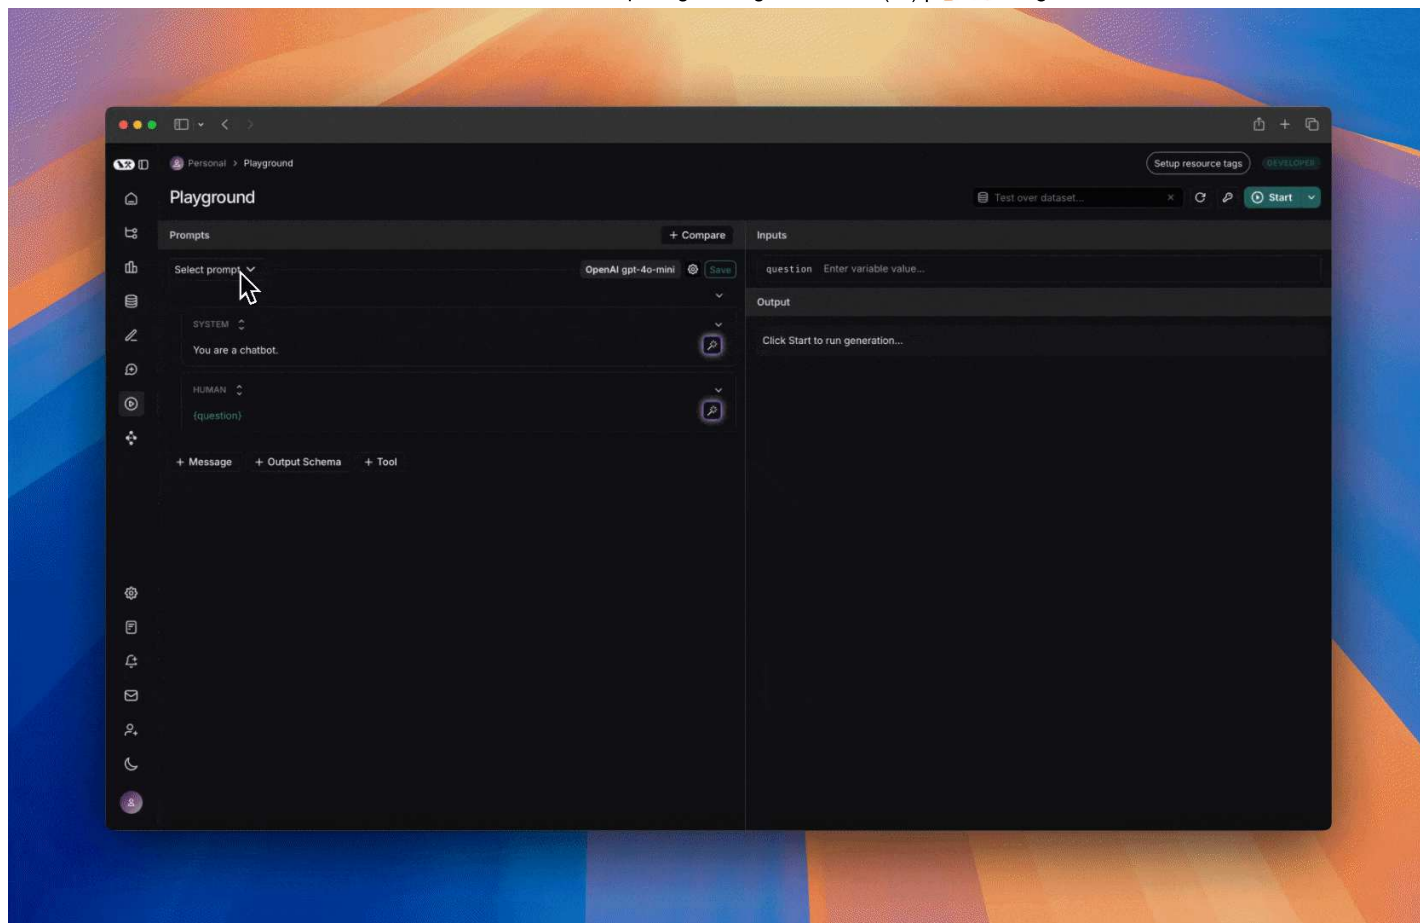 Personal > Playground
Setup resource tags
DEVELOPER
Playground
Test over dataset...
Start
Prompts
+ Compare
Inputs
Select prompt
OpenAI gpt-4o-mini
Save
question Enter variable value...
Output
SYSTEM
You are a chatbot.
Click Start to run generation...
HUMAN
{question}
+ Message + Output Schema + Tool